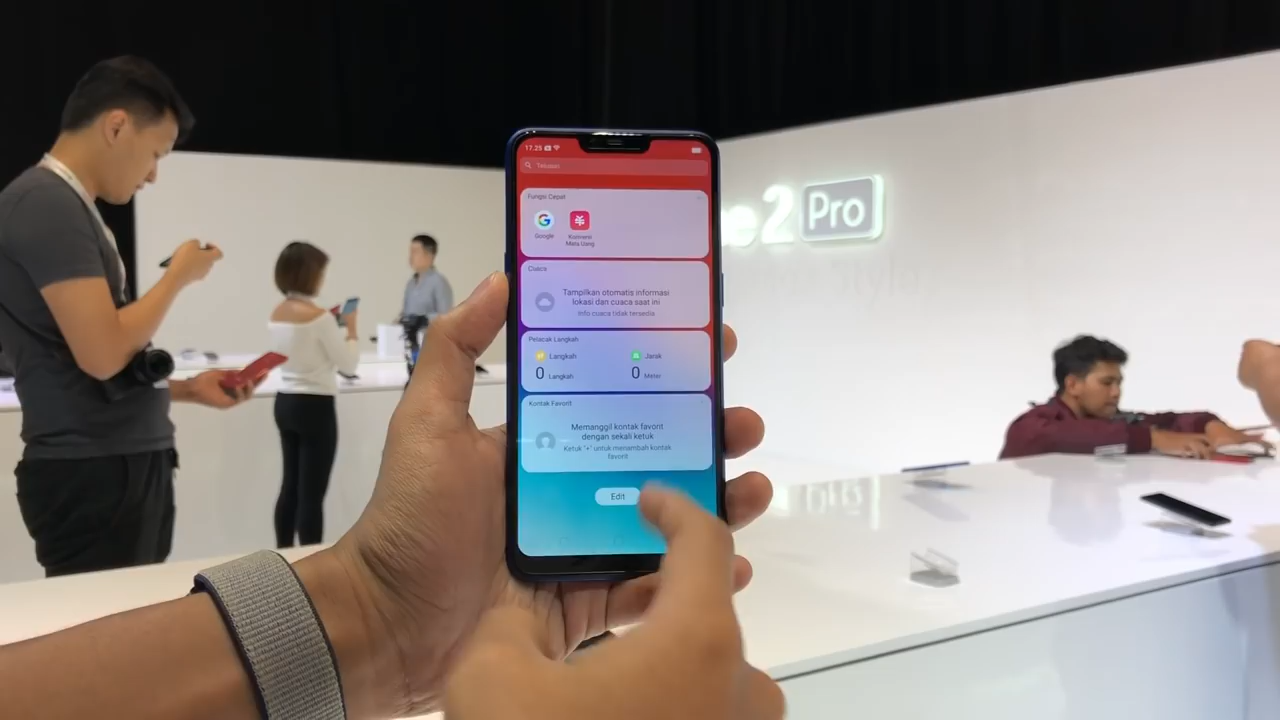 17.25
Telusuri
Fungsi Cepat
Google
Konversi
Mata Uang
Cuaca
Tampilkan otomatis informasi
lokasi dan cuaca saat ini
Info cuaca tidak tersedia
Pelacak Langkah
Langkah
Jarak
0 Langkah
0 Meter
Kontak Favorit
Memanggil kontak favorit
dengan sekali ketuk
Ketuk "+" untuk menambah kontak
favorit
Edit
e 2 Pro